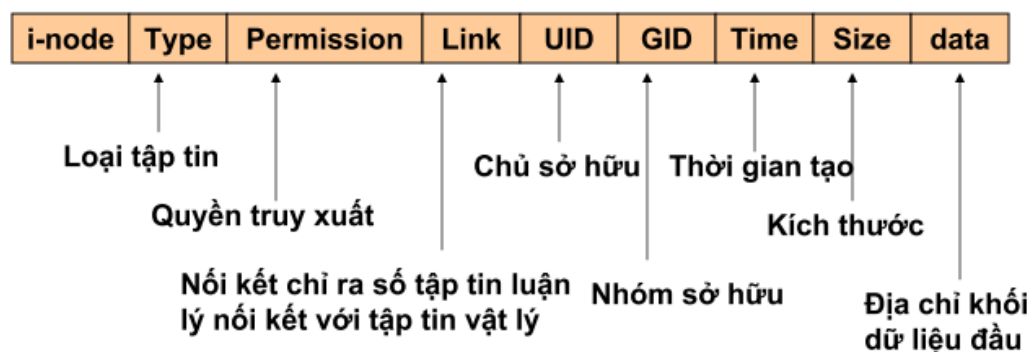 i-node Type Permission Link UID GID Time Size data
Loại tập tin
Chủ sở hữu
Thời gian tạo
Quyền truy xuất
Kích thước
Nối kết chỉ ra số tập tin luận
lý nối kết với tập tin vật lý
Nhóm sở hữu
Địa chỉ khối
dữ liệu đầu